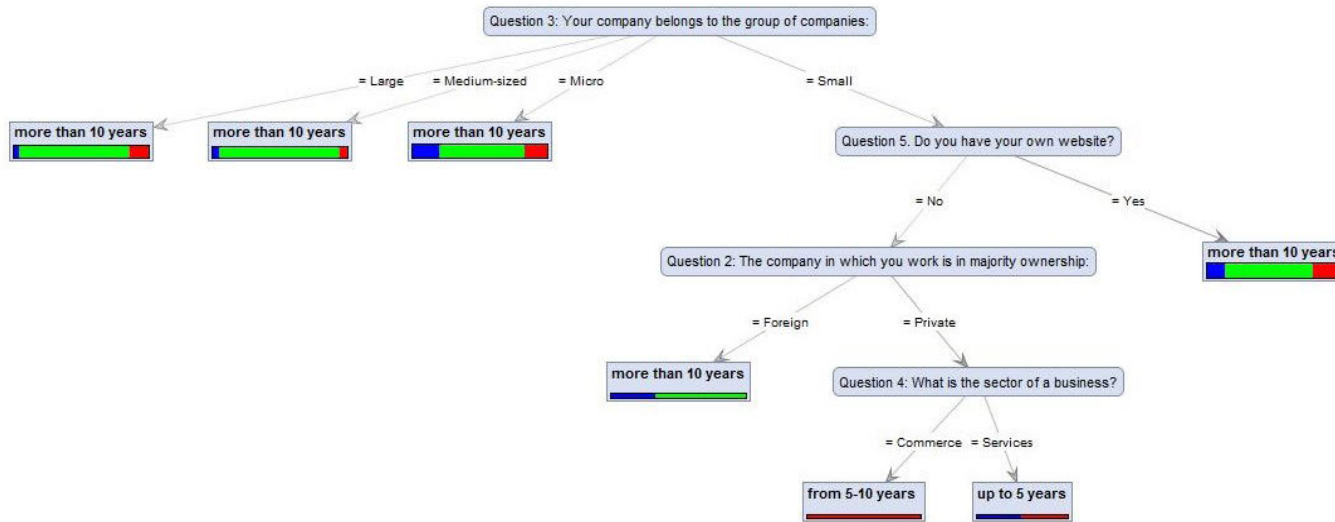 Question 3: Your company belongs to the group of companies:
= Large
= Medium-sized
= Micro
= Small
more than 10 years
more than 10 years
more than 10 years
Question 5. Do you have your own website?
= No
= Yes
Question 2: The company in which you work is in majority ownership:
more than 10 years
= Foreign
= Private
more than 10 years
Question 4: What is the sector of a business?
= Commerce
= Services
from 5-10 years
up to 5 years